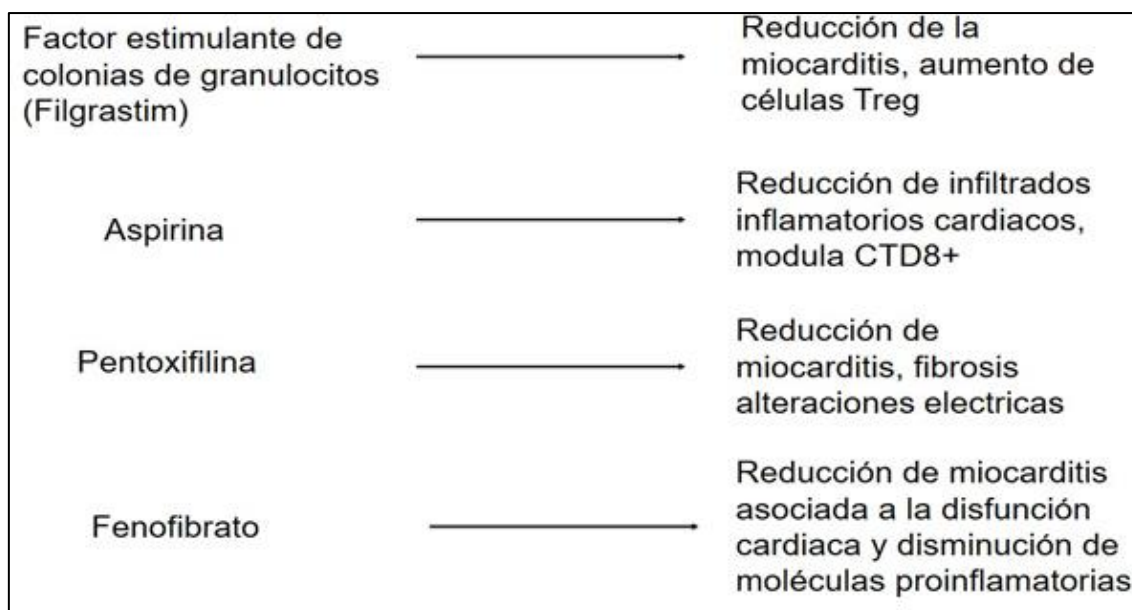 Factor estimulante de
colonias de granulocitos
(Filgrastim)
Reducción de la
miocarditis, aumento de
células Treg
Aspirina
Reducción de infiltrados
inflamatorios cardiacos,
modula CTD8+
Pentoxifilina
Reducción de
miocarditis, fibrosis
alteraciones electricas
Fenofibrato
Reducción de miocarditis
asociada a la disfunción
cardiaca y disminución de
moléculas proinflamatorias